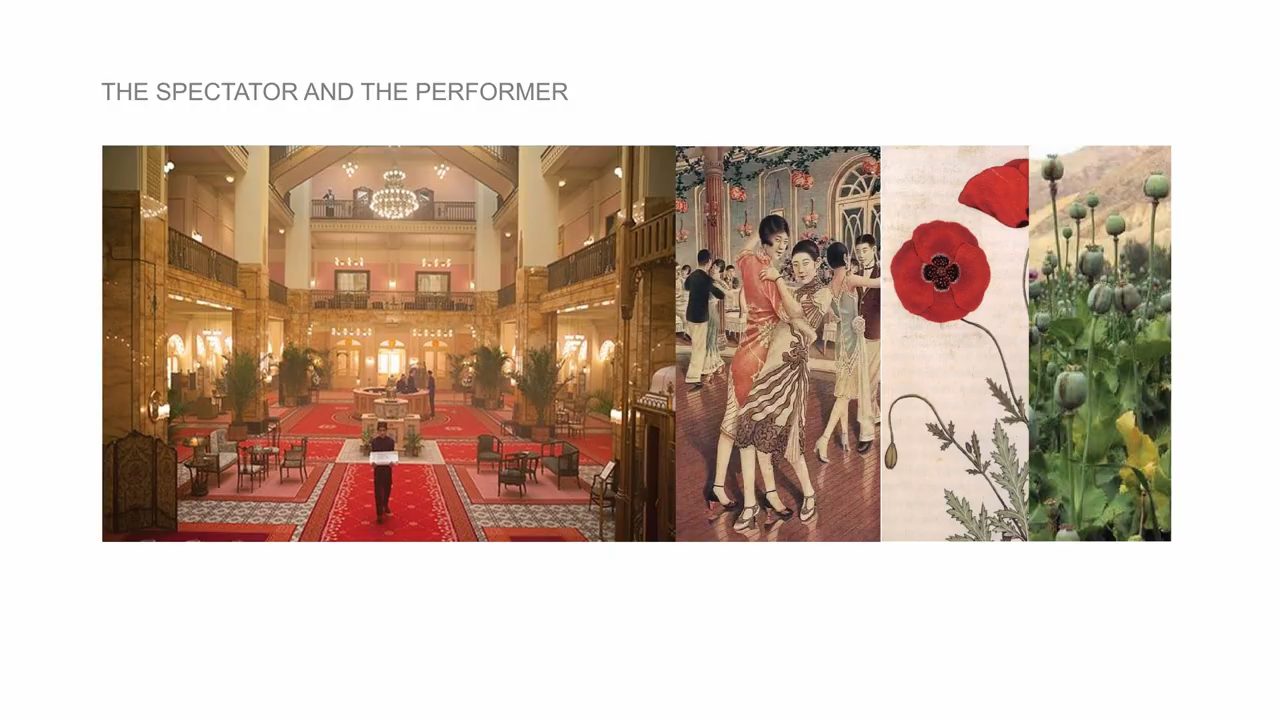 THE SPECTATOR AND THE PERFORMER